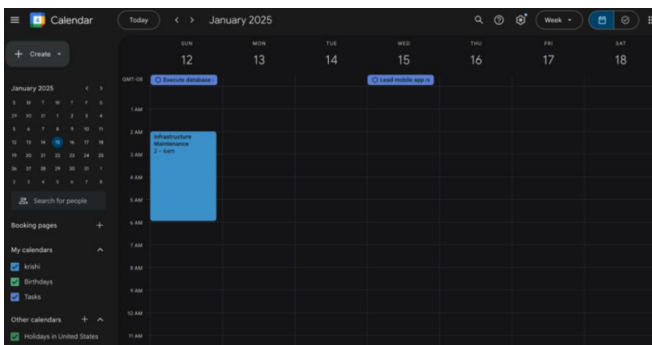 Calendar
Today
January 2025
Week
Create
SUN MON TUE WED THU FRI SAT
12 13 14 15 16 17 18
GMT-08
Execute database
Lead mobile app
January 2025
S M T W T F S
29 30 31 1 2 3 4
5 6 7 8 9 10 11
12 13 14 15 16 17 18
19 20 21 22 23 24 25
26 27 28 29 30 31 1
2 3 4 5 6 7 8
Search for people
Booking pages
My calendars
krishi
Birthdays
Tasks
Other calendars
Holidays in United States
1 AM
2 AM
3 AM
4 AM
5 AM
6 AM
7 AM
8 AM
9 AM
10 AM
11 AM
Infrastructure
Maintenance
2 – 6am